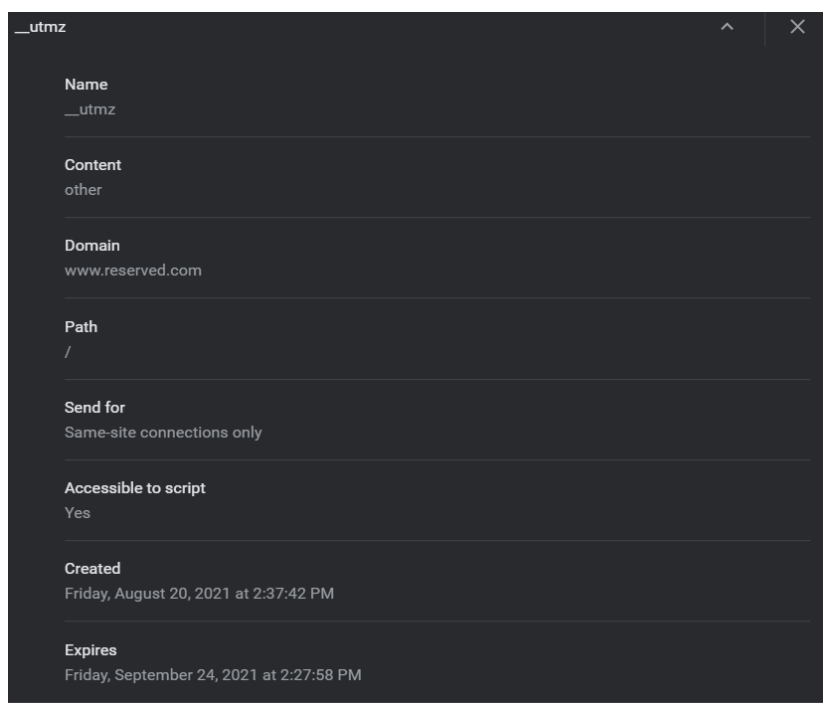 __utmz
Name
__utmz
Content
other
Domain
www.reserved.com
Path
/
Send for
Same-site connections only
Accessible to script
Yes
Created
Friday, August 20, 2021 at 2:37:42 PM
Expires
Friday, September 24, 2021 at 2:27:58 PM